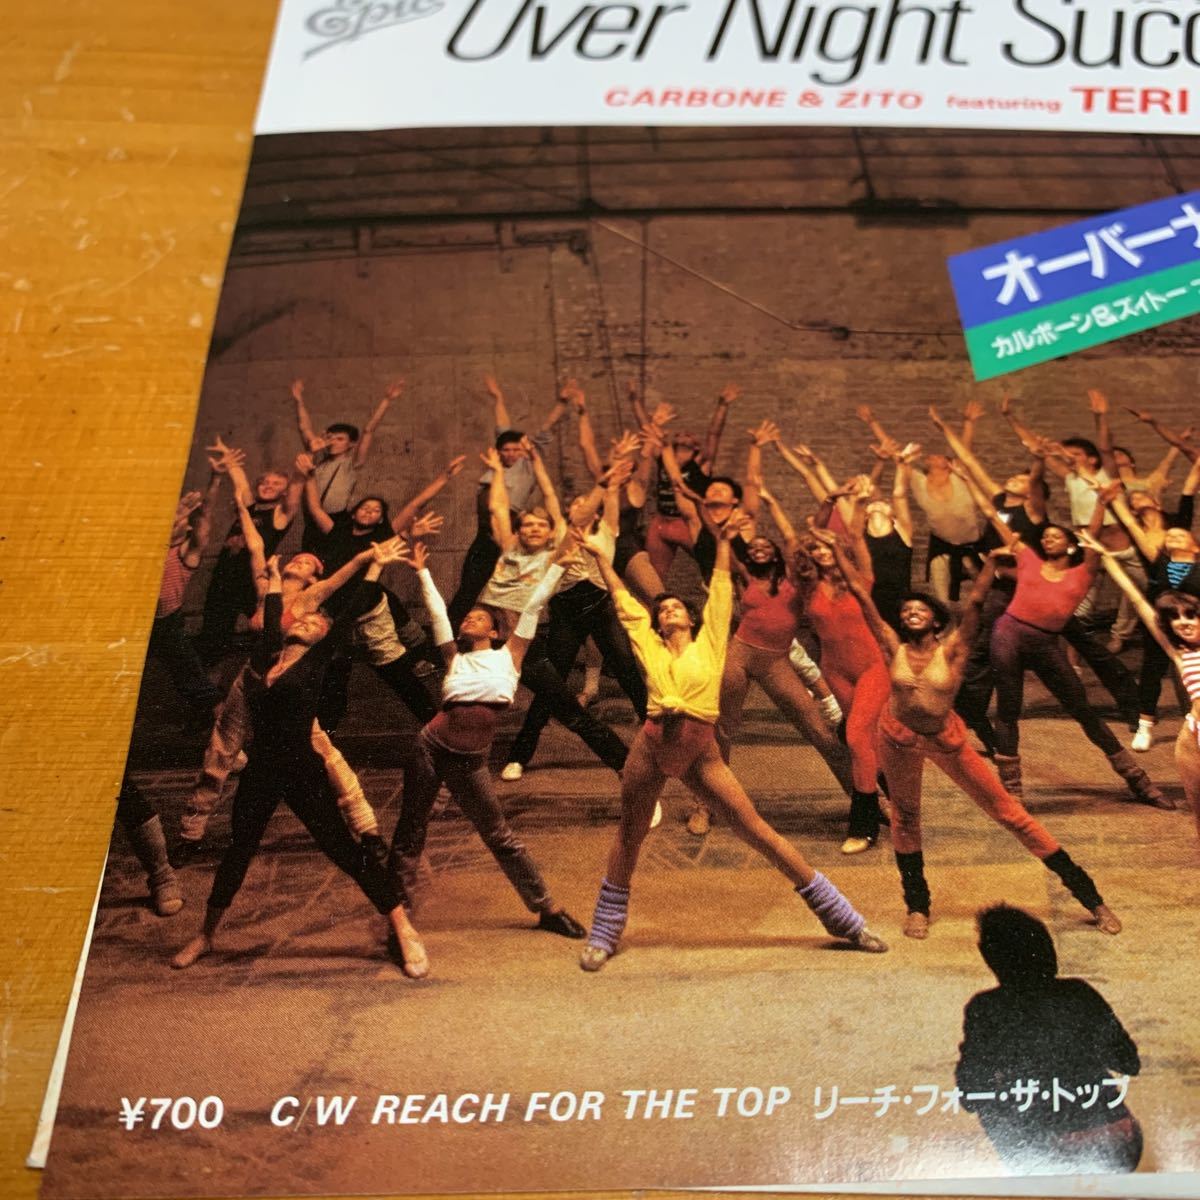 Epic
Over Night Succ
CARBONE & ZITO featuring TERI
オーバーナ
カルボーン&ズィトー
¥700 C/W REACH FOR THE TOP リーチ・フォー・ザ・トップ